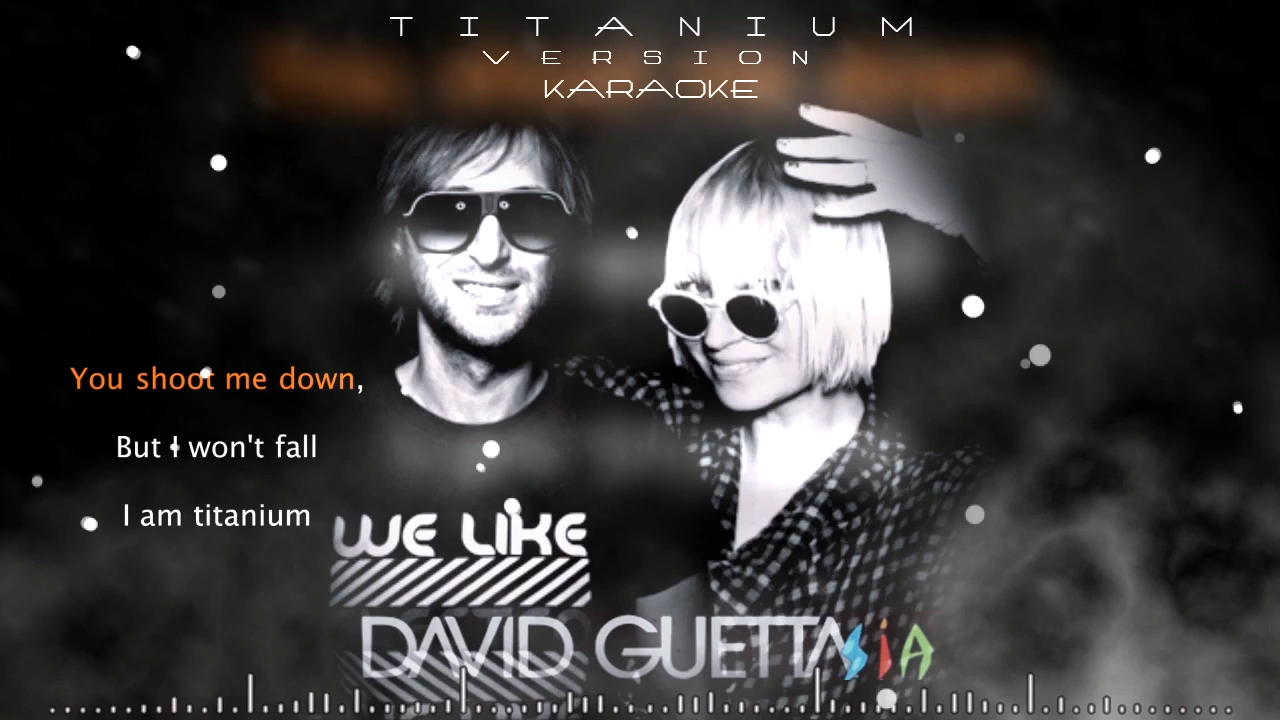 TITANIUM
VERSION
KARAOKE
You shoot me down,
But I won't fall
I am titanium
WE LIKE
DAVID GUETTA SiA